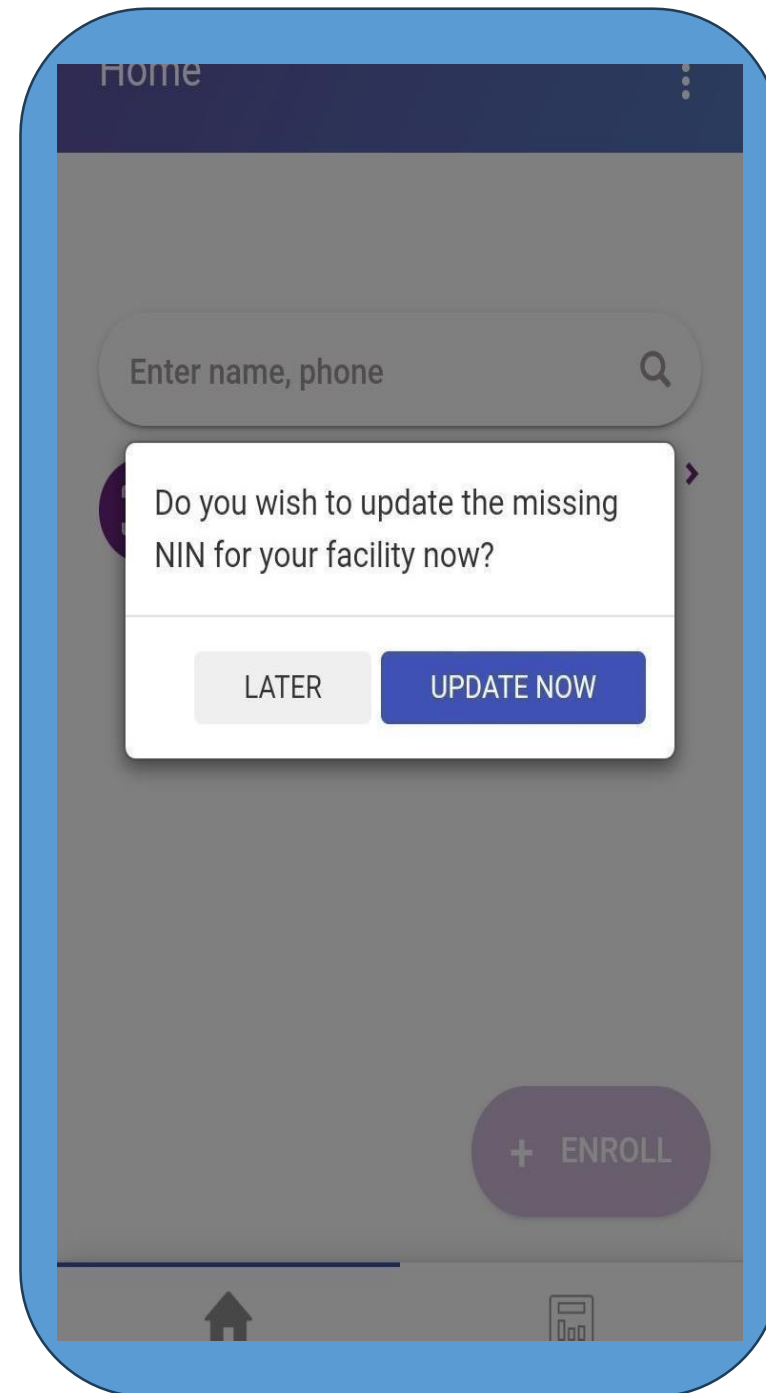 Home
Enter name, phone
Do you wish to update the missing
NIN for your facility now?
LATER UPDATE NOW
+ ENROLL